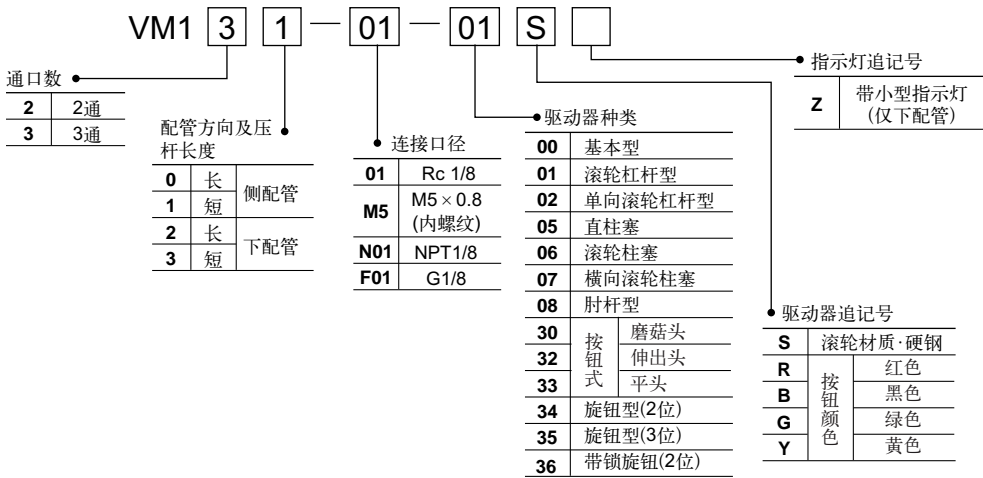 VM1 3 1 — 01 — 01 S
通口数
2 2通
3 3通
配管方向及压
杆长度
0 长 侧配管
1 短
2 长 下配管
3 短
连接口径
01 Rc 1/8
M5 M5×0.8
(内螺纹)
N01 NPT1/8
F01 G1/8
驱动器种类
00 基本型
01 滚轮杠杆型
02 单向滚轮杠杆型
05 直柱塞
06 滚轮柱塞
07 横向滚轮柱塞
08 肘杆型
30 按钮式 磨菇头
32 伸出头
33 平头
34 旋钮型(2位)
35 旋钮型(3位)
36 带锁旋钮(2位)
指示灯追记号
Z 带小型指示灯
(仅下配管)
驱动器追记号
S 滚轮材质·硬钢
R 按钮颜色 红色
B 黑色
G 绿色
Y 黄色